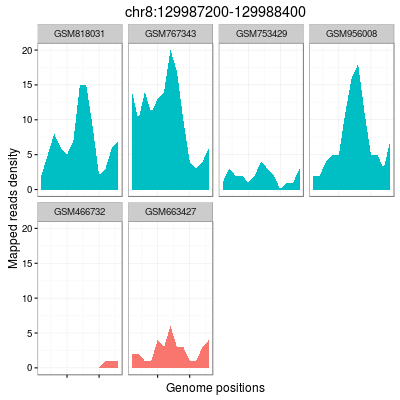 chr8:129987200-129988400
GSM818031 GSM767343 GSM753429 GSM956008
20
15
10
5
0
GSM466732 GSM663427
20
15
10
5
0
Mapped reads density
Genome positions